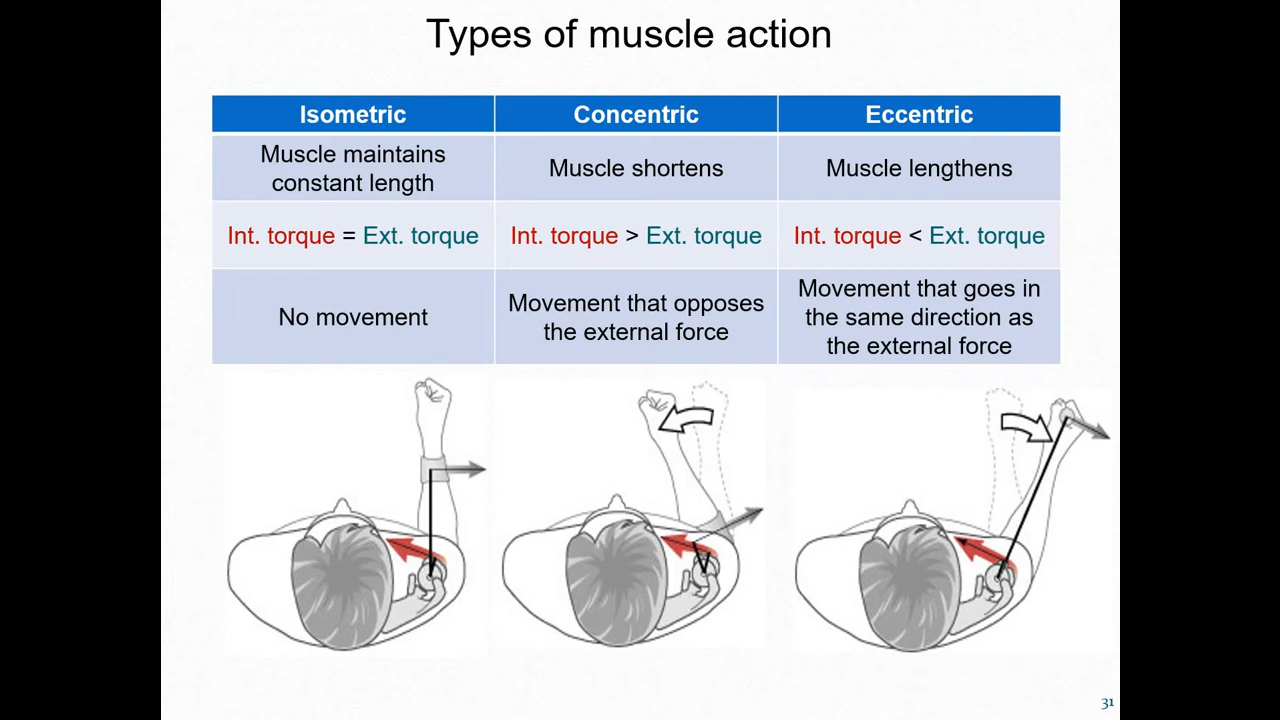 Types of muscle action
Isometric
Concentric
Eccentric
Muscle maintains
constant length
Muscle shortens
Muscle lengthens
Int. torque = Ext. torque
Int. torque > Ext. torque
Int. torque < Ext. torque
No movement
Movement that opposes
the external force
Movement that goes in
the same direction as
the external force
31